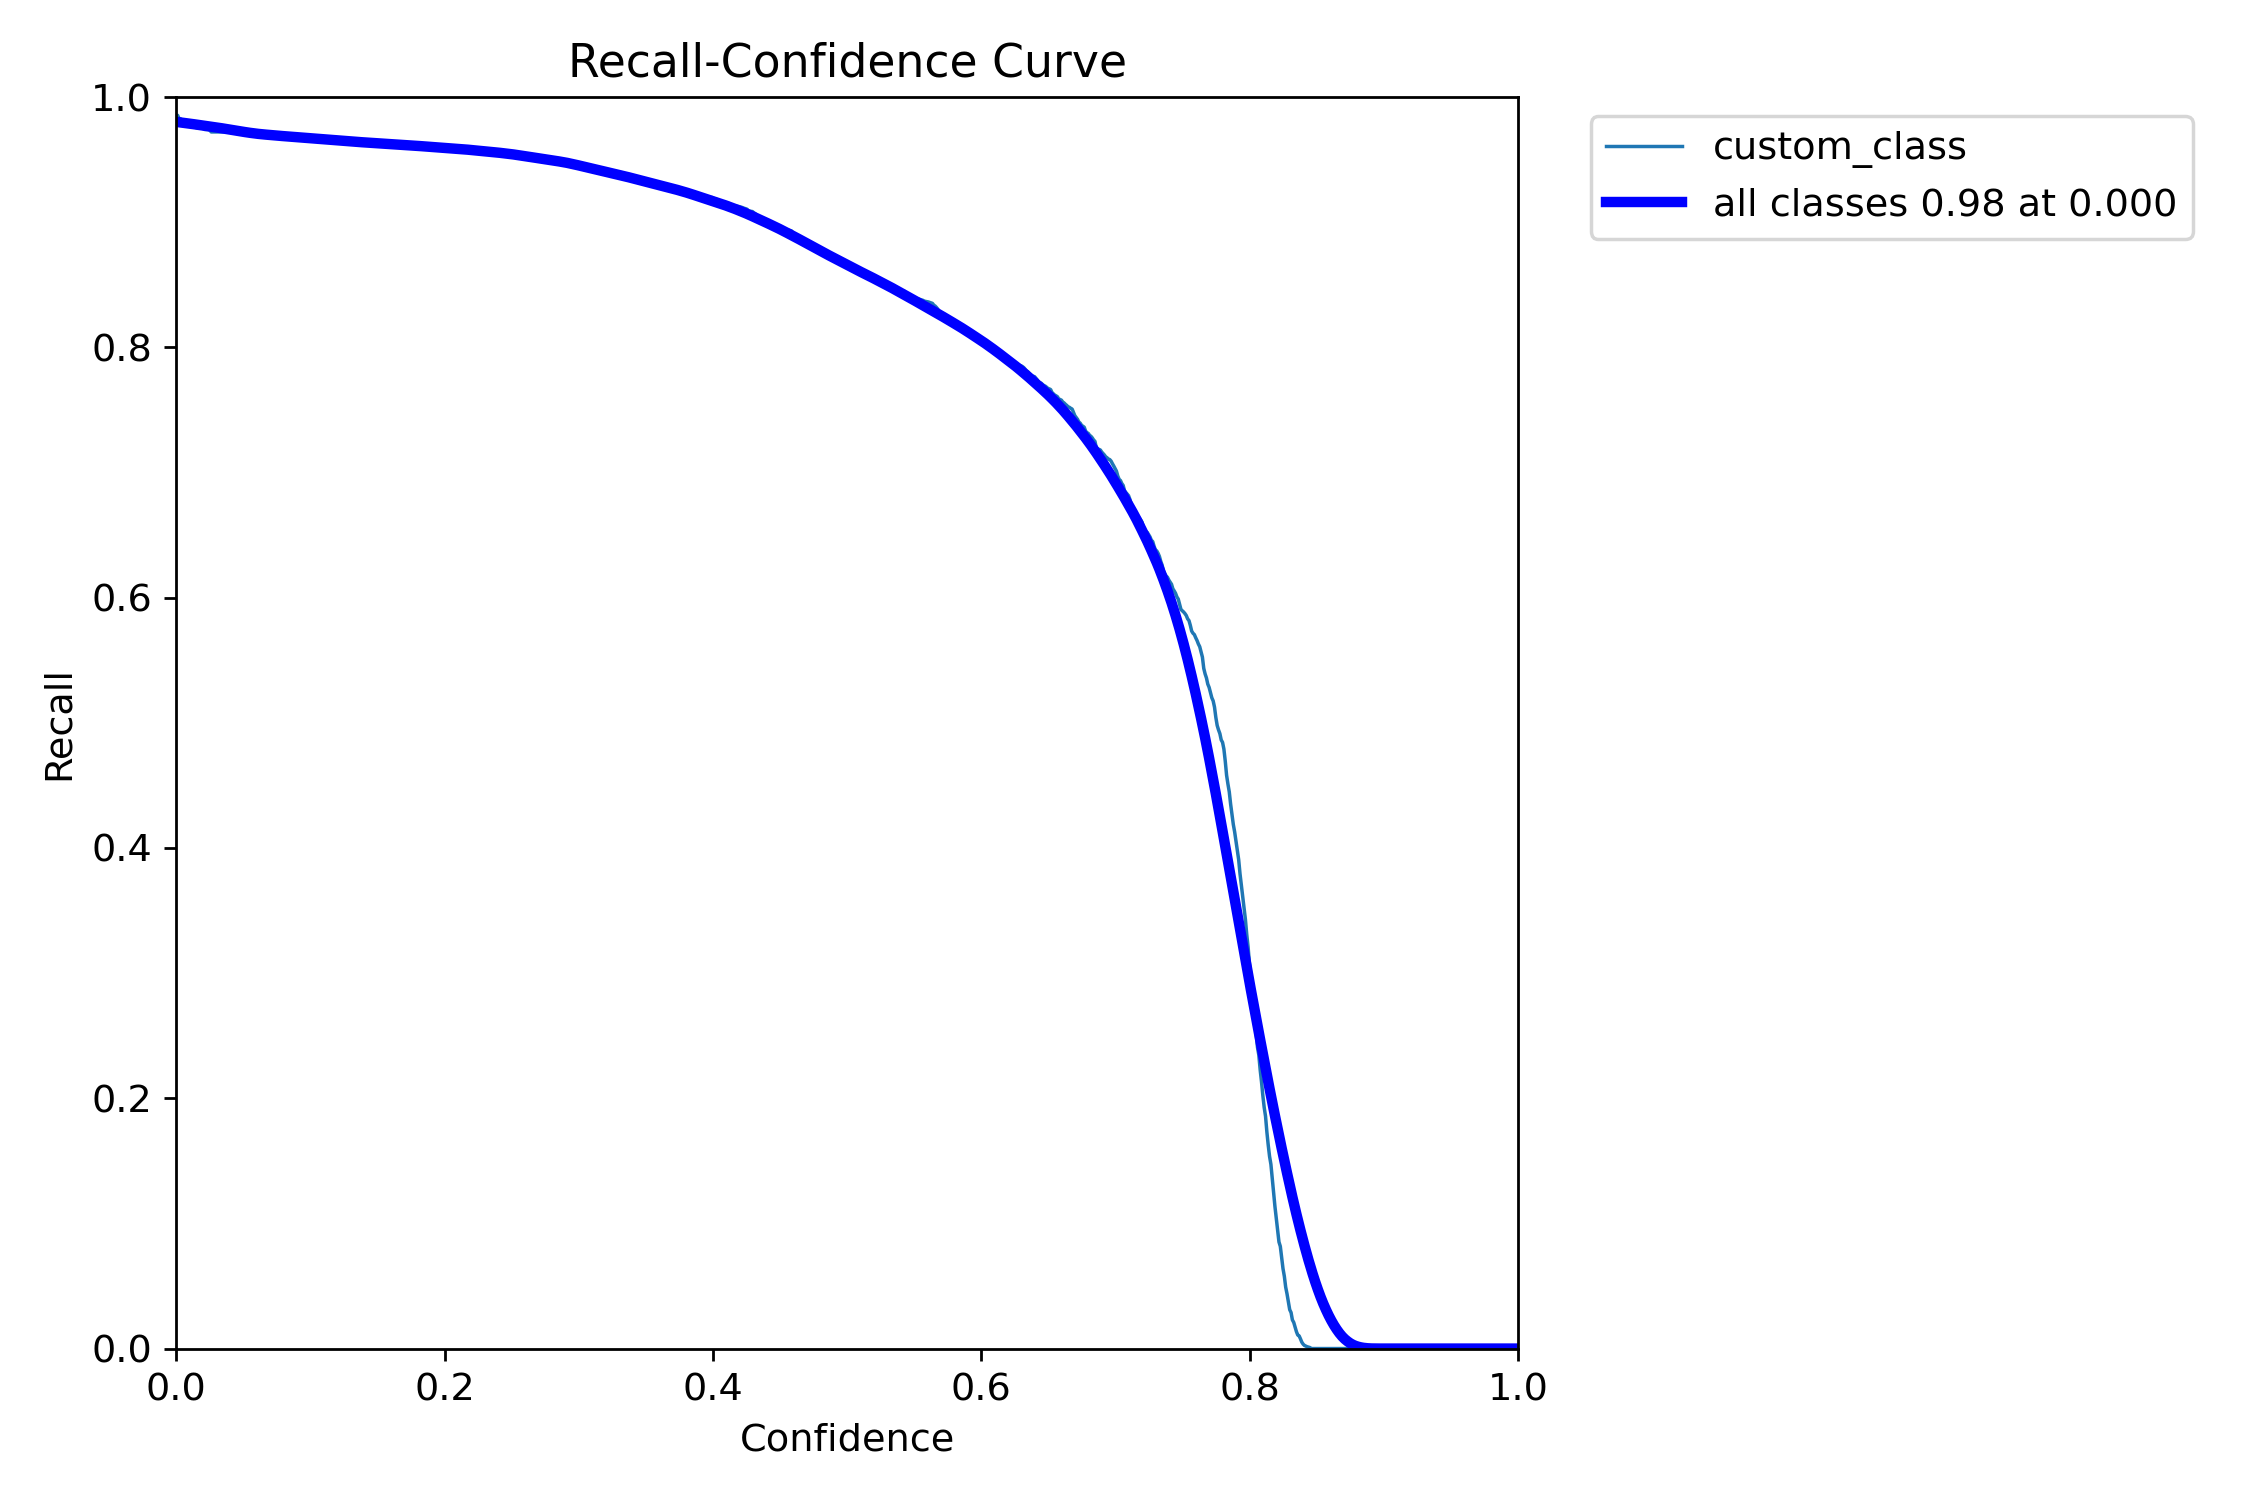 Recall-Confidence Curve
custom_class
all classes 0.98 at 0.000
1.0
0.8
0.6
0.4
0.2
0.0
Recall
0.0 0.2 0.4 0.6 0.8 1.0
Confidence